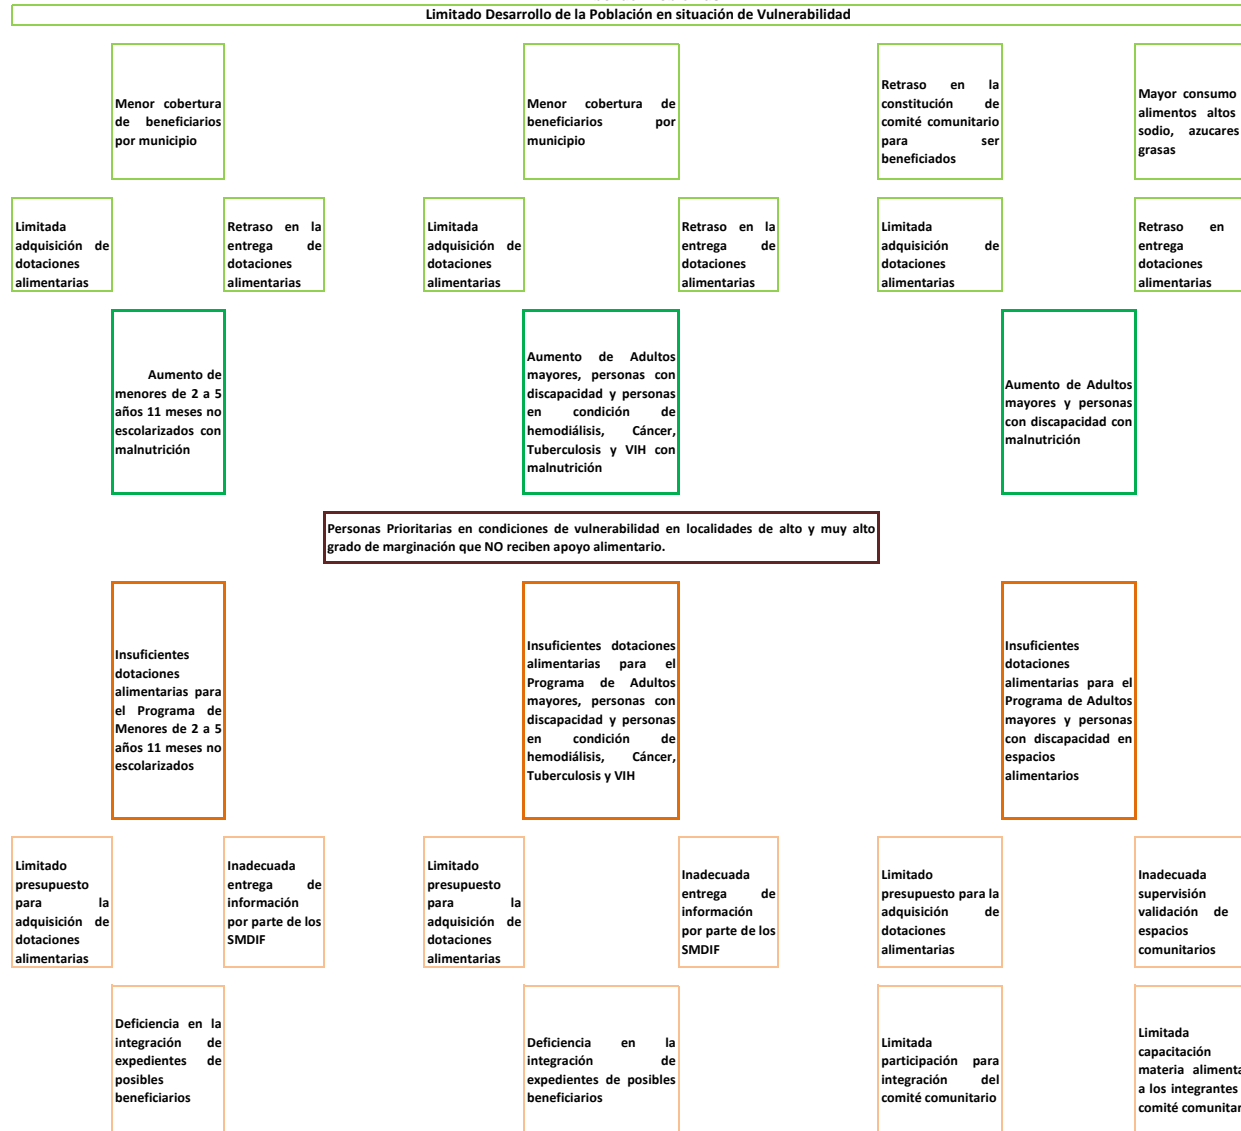 Limitado Desarrollo de la Población en situación de Vulnerabilidad
Menor cobertura
de beneficiarios
por municipio
Menor cobertura de
beneficiarios por
municipio
Retraso en la
constitución de
comité comunitario
para ser
beneficiados
Mayor consumo
alimentos altos
sodio, azucares
grasas
Limitada
adquisición de
dotaciones
alimentarias
Retraso en la
entrega de
dotaciones
alimentarias
Limitada
adquisición de
dotaciones
alimentarias
Retraso en la
entrega de
dotaciones
alimentarias
Limitada
adquisición de
dotaciones
alimentarias
Retraso en
entrega
dotaciones
alimentarias
Aumento de
menores de 2 a 5
años 11 meses no
escolarizados con
malnutrición
Aumento de Adultos
mayores, personas con
discapacidad y personas
en condición de
hemodiálisis, Cáncer,
Tuberculosis y VIH con
malnutrición
Aumento de Adultos
mayores y personas
con discapacidad con
malnutrición
Personas Prioritarias en condiciones de vulnerabilidad en localidades de alto y muy alto
grado de marginación que NO reciben apoyo alimentario.
Insuficientes
dotaciones
alimentarias para
el Programa de
Menores de 2 a 5
años 11 meses no
escolarizados
Insuficientes dotaciones
alimentarias para el
Programa de Adultos
mayores, personas con
discapacidad y personas
en condición de
hemodiálisis, Cáncer,
Tuberculosis y VIH
Insuficientes
dotaciones
alimentarias para el
Programa de Adultos
mayores y personas
con discapacidad en
espacios
alimentarios
Limitado
presupuesto
para la
adquisición de
dotaciones
alimentarias
Inadecuada
entrega de
información
por parte de los
SMDIF
Limitado
presupuesto
para la
adquisición de
dotaciones
alimentarias
Inadecuada
entrega de
información
por parte de los
SMDIF
Limitado
presupuesto para la
adquisición de
dotaciones
alimentarias
Inadecuada
supervisión
validación de
espacios
comunitarios
Deficiencia en la
integración de
expedientes de
posibles
beneficiarios
Deficiencia en la
integración de
expedientes de posibles
beneficiarios
Limitada
participación para
integración del
comité comunitario
Limitada
capacitación
materia alimenta
a los integrantes
comité comunitar